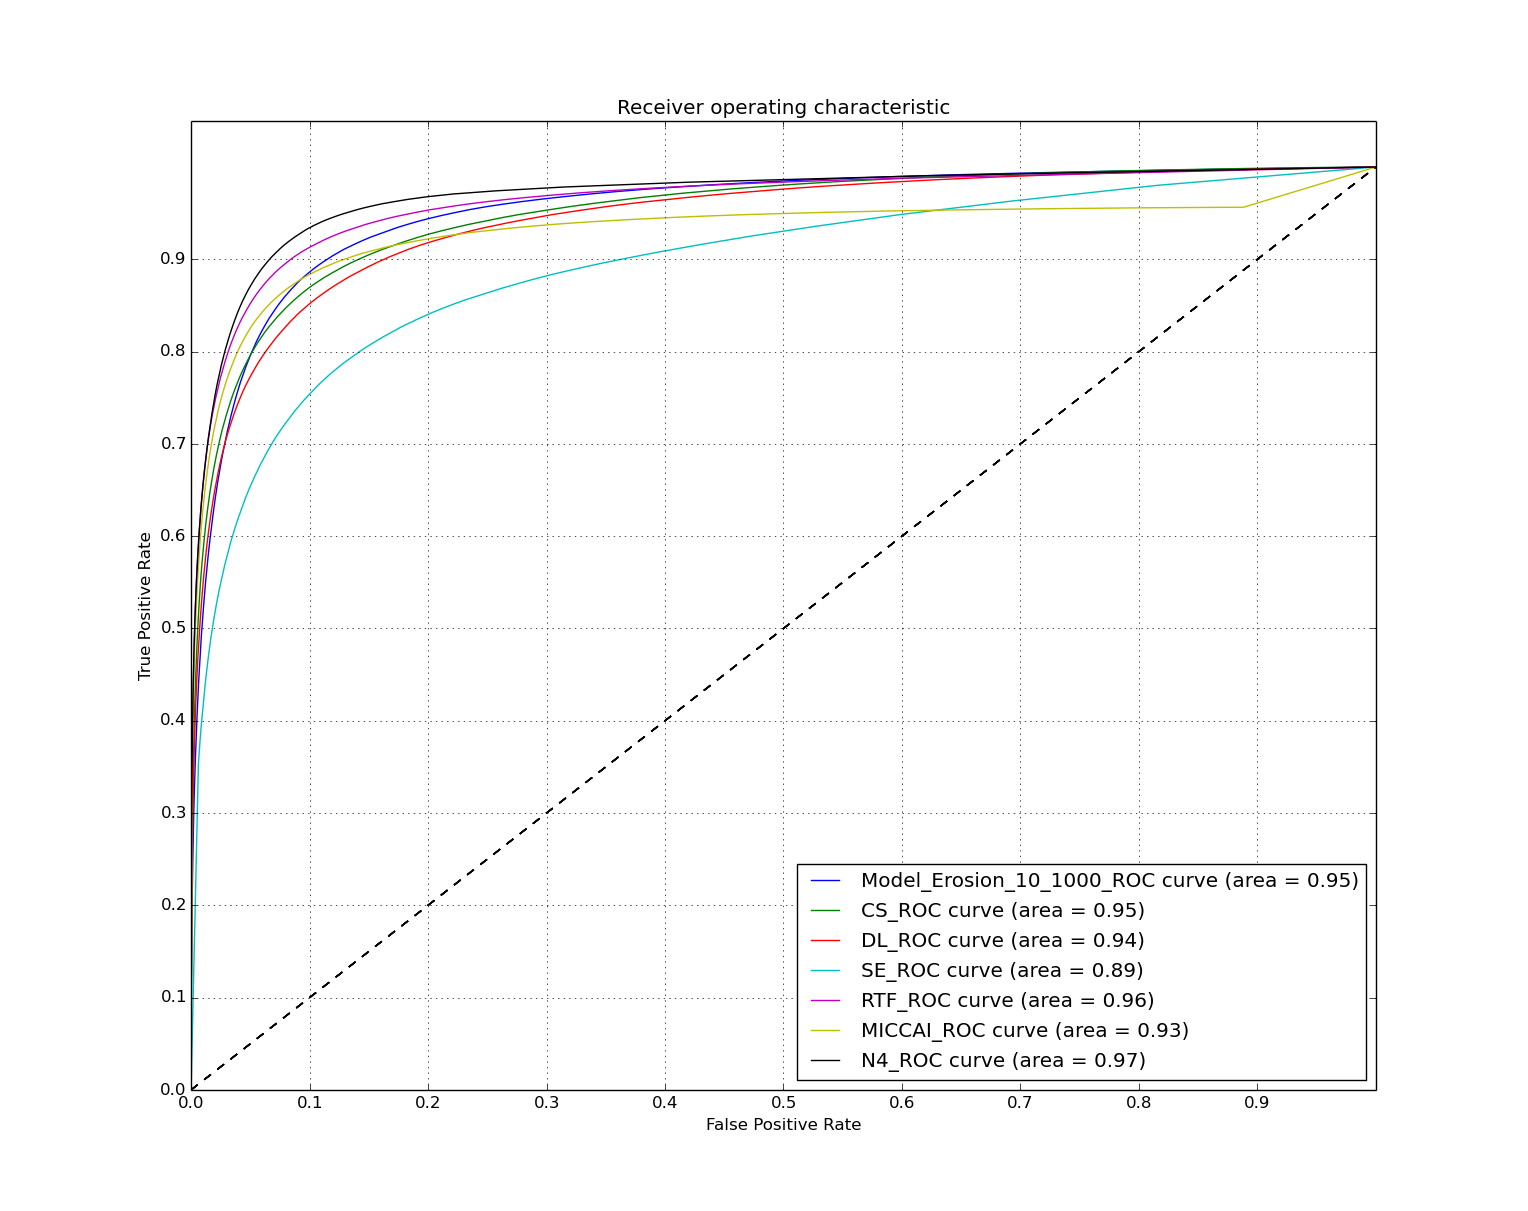 Receiver operating characteristic
True Positive Rate
0.9
0.8
0.7
0.6
0.5
0.4
0.3
0.2
0.1
0.0
Model_Erosion_10_1000_ROC curve (area = 0.95)
CS_ROC curve (area = 0.95)
DL_ROC curve (area = 0.94)
SE_ROC curve (area = 0.89)
RTF_ROC curve (area = 0.96)
MICCAI_ROC curve (area = 0.93)
N4_ROC curve (area = 0.97)
0.0 0.1 0.2 0.3 0.4 0.5 0.6 0.7 0.8 0.9
False Positive Rate